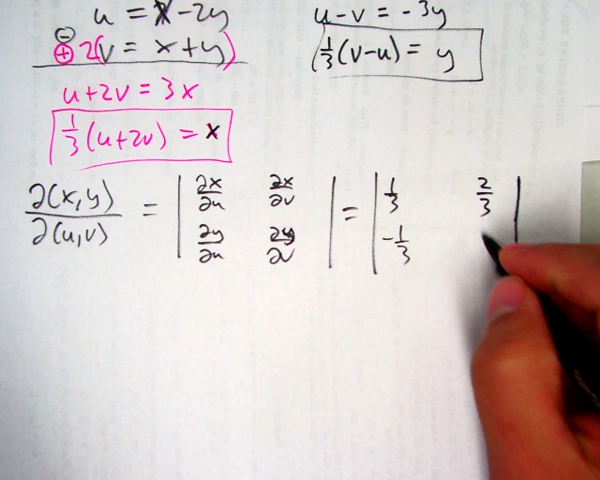 u = x - 2y
⊖
⊕ 2(v = x + y)
u + 2v = 3x
1/3 (u + 2v) = x
u - v = -3y
1/3 (v - u) = y
∂(x,y)/∂(u,v) = | ∂x/∂u ∂x/∂v | = | 1/3 2/3 |
| ∂y/∂u ∂y/∂v | | -1/3